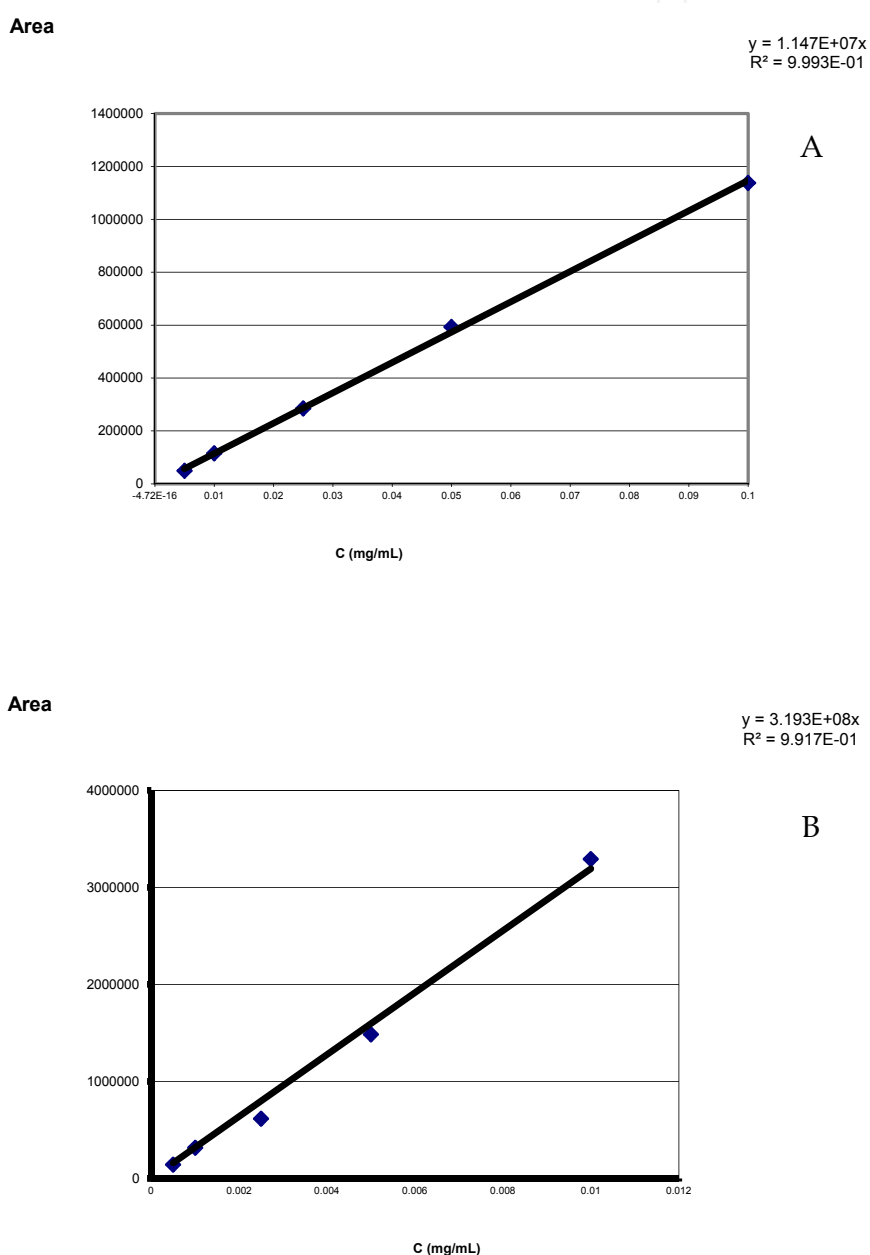 Area
y = 1.147E+07x
R² = 9.993E-01
A
1400000
1200000
1000000
800000
600000
400000
200000
0
-4.72E-16 0.01 0.02 0.03 0.04 0.05 0.06 0.07 0.08 0.09 0.1
C (mg/mL)
Area
y = 3.193E+08x
R² = 9.917E-01
B
4000000
3000000
2000000
1000000
0
0 0.002 0.004 0.006 0.008 0.01 0.012
C (mg/mL)